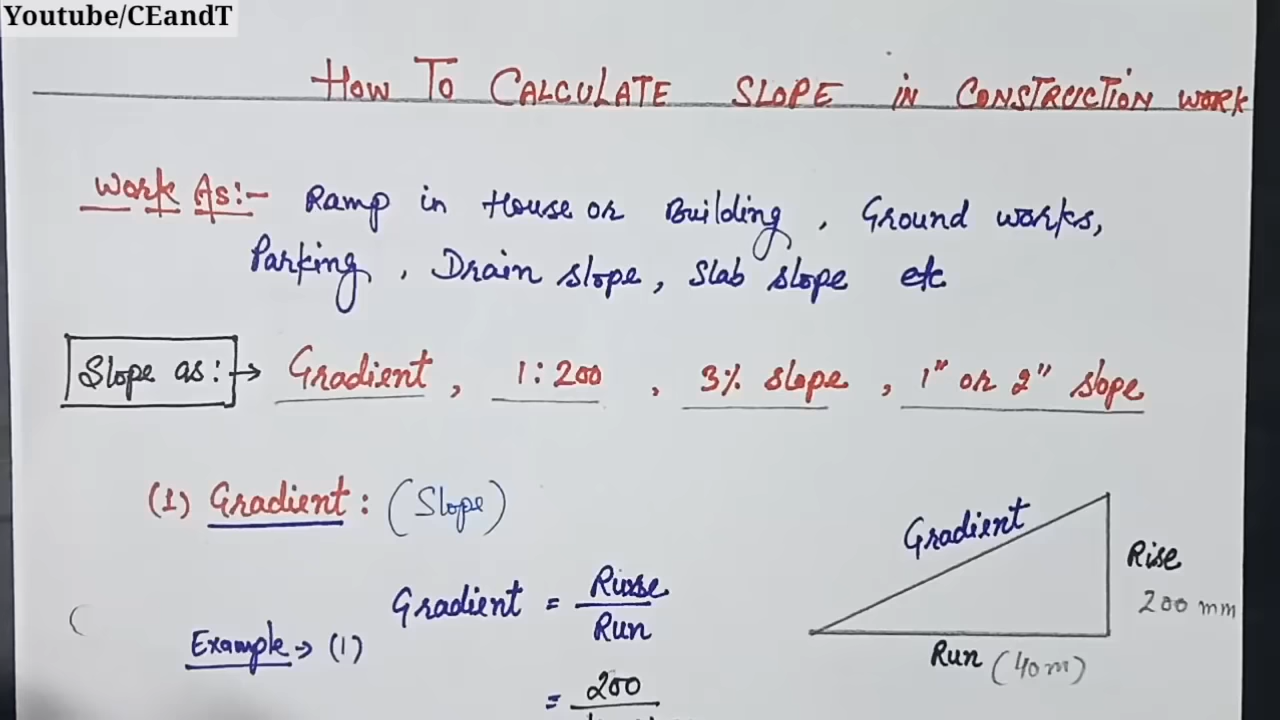 Youtube/CEandT
How To CALCULATE SLOPE in CONSTRUCTION WORK
Work As:- Ramp in House or Building, Ground works,
Parking, Drain slope, Slab slope etc
Slope as:→ Gradient, 1:200, 3% slope, 1" or 2" slope
(1) Gradient: (Slope)
Gradient
Rise
200 mm
Run (40m)
Gradient = Rise
Run
Example → (1)
= 200